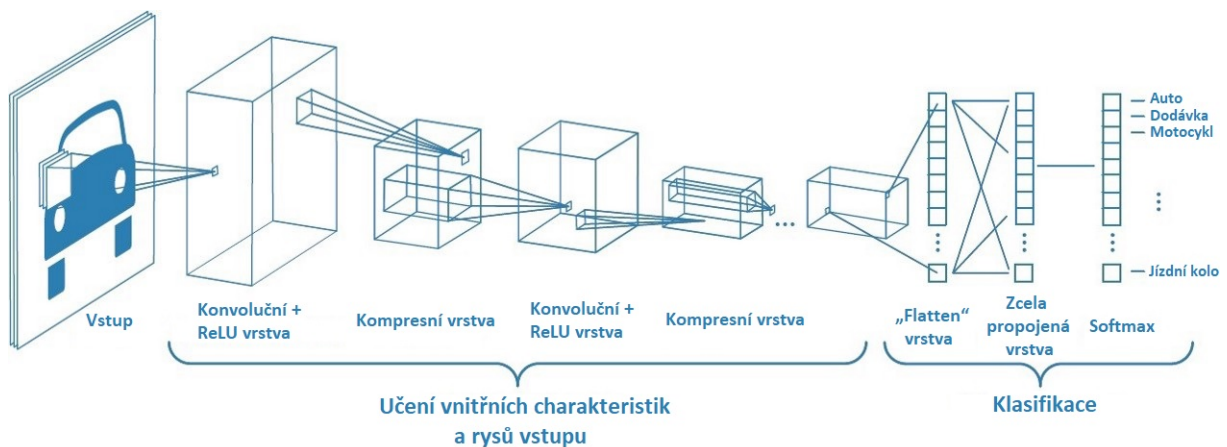 Auto
Dodávka
Motocykl
Jízdní kolo
Vstup
Konvoluční +
ReLU vrstva
Kompresní vrstva
Konvoluční +
ReLU vrstva
Kompresní vrstva
„Flatten“
vrstva
Zcela
propojená
vrstva
Softmax
Učení vnitřních charakteristik
a rysů vstupu
Klasifikace